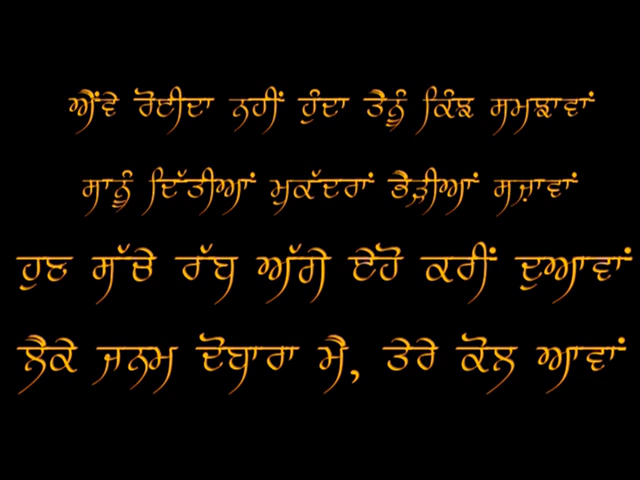 ਐਂਵੇ ਰੋਈਦਾ ਨਹੀਂ ਹੁੰਦਾ ਤੈਨੂੰ ਕਿੰਝ ਸਮਝਾਵਾਂ
ਸਾਨੂੰ ਦਿੱਤੀਆਂ ਮੁਕੱਦਰਾਂ ਭੈੜੀਆਂ ਸਜ਼ਾਵਾਂ
ਹੁਣ ਸੱਚੇ ਰੱਬ ਅੱਗੇ ਏਹੋ ਕਰੀਂ ਦੁਆਵਾਂ
ਲੈਕੇ ਜਨਮ ਦੋਬਾਰਾ ਮੈ, ਤੇਰੇ ਕੋਲ ਆਵਾਂ